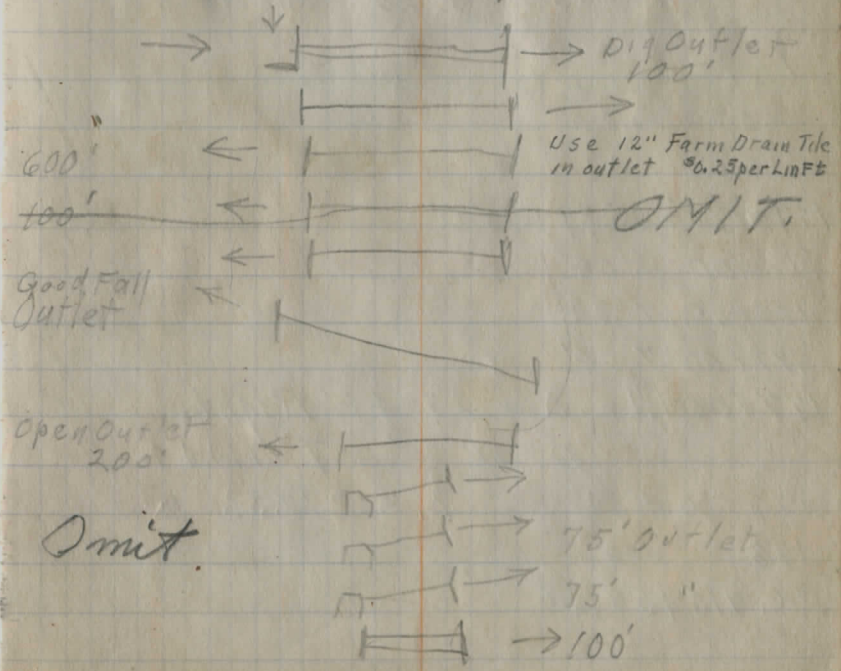 Dig Outlet
100'
Use 12" Farm Drain Tile
in outlet $0.25 per Lin Ft
600'
100'
OMIT.
Good Fall
Outlet
Open Outlet
200'
Omit
75' Outlet
75' "
100'